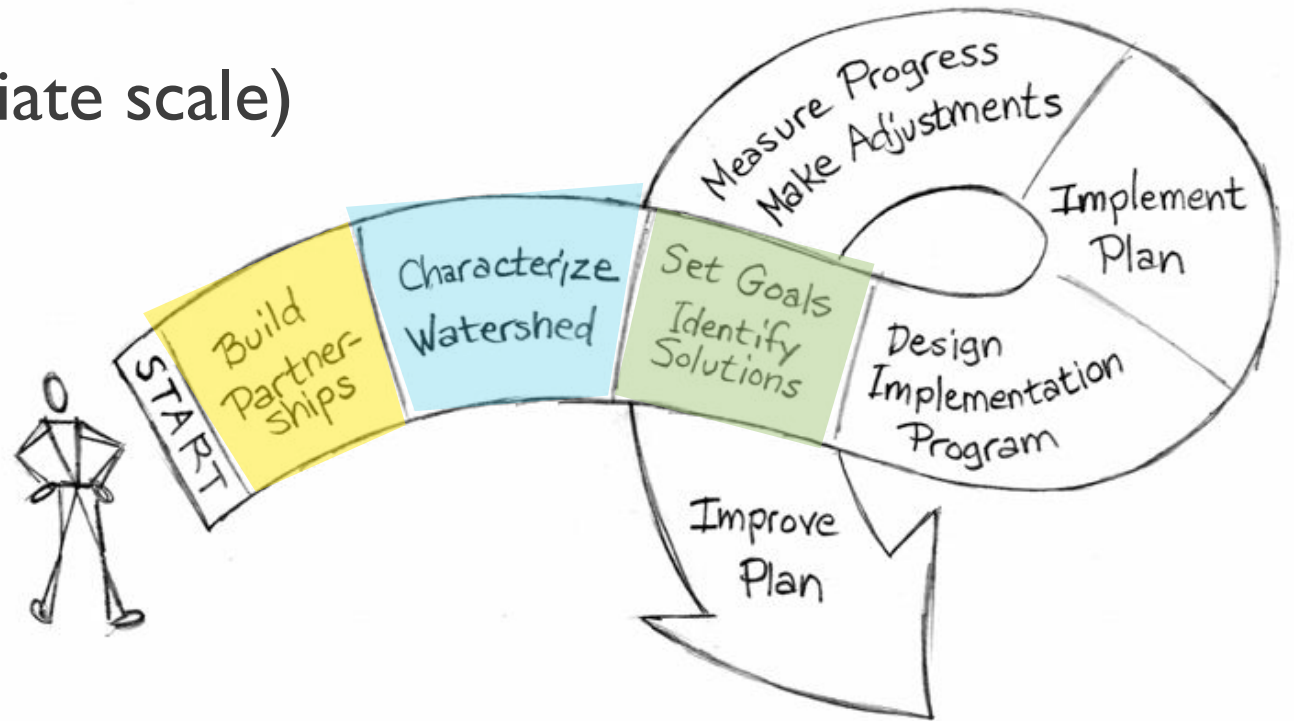 iate scale)
START
Build
Partner-
ships
Characterize
Watershed
Set Goals
Identify
Solutions
Design
Implementation
Program
Implement
Plan
Measure Progress
Make Adjustments
Improve
Plan